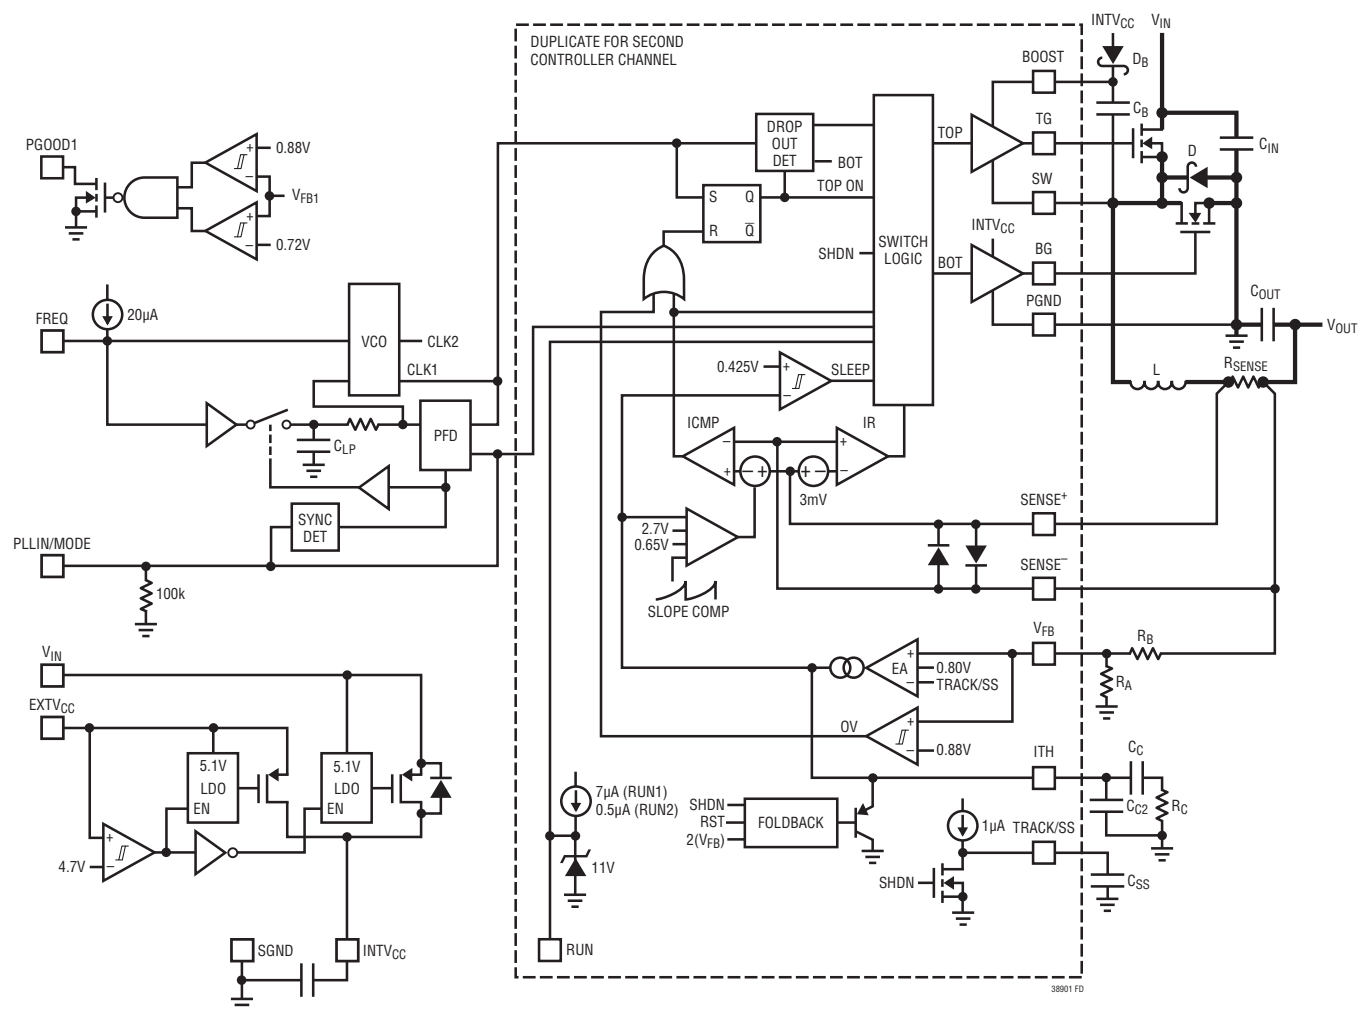 DUPLICATE FOR SECOND
CONTROLLER CHANNEL
INTVCC
VIN
BOOST
DB
CB
TG
CIN
D
SW
INTVCC
BG
PGND
COUT
VOUT
L
RSENSE
PGOOD1
+
0.88V
−
VFB1
+
0.72V
−
DROP
OUT
DET
BOT
TOP ON
S
Q
R
Q̅
SHDN
SWITCH
LOGIC
TOP
BOT
FREQ
20µA
VCO
CLK2
CLK1
PFD
CLP
SYNC
DET
PLLIN/MODE
100k
0.425V
+
−
SLEEP
ICMP
−
+
− +
+ −
3mV
IR
+
−
2.7V
0.65V
SLOPE COMP
SENSE+
SENSE−
VFB
RB
RA
EA
+
0.80V
TRACK/SS
−
OV
+
0.88V
−
ITH
CC
CC2
RC
VIN
EXTVCC
5.1V
LDO
EN
5.1V
LDO
EN
4.7V
+
−
7µA (RUN1)
0.5µA (RUN2)
11V
SHDN
RST
2(VFB)
FOLDBACK
1µA
TRACK/SS
SHDN
CSS
SGND
INTVCC
RUN
38901 FD